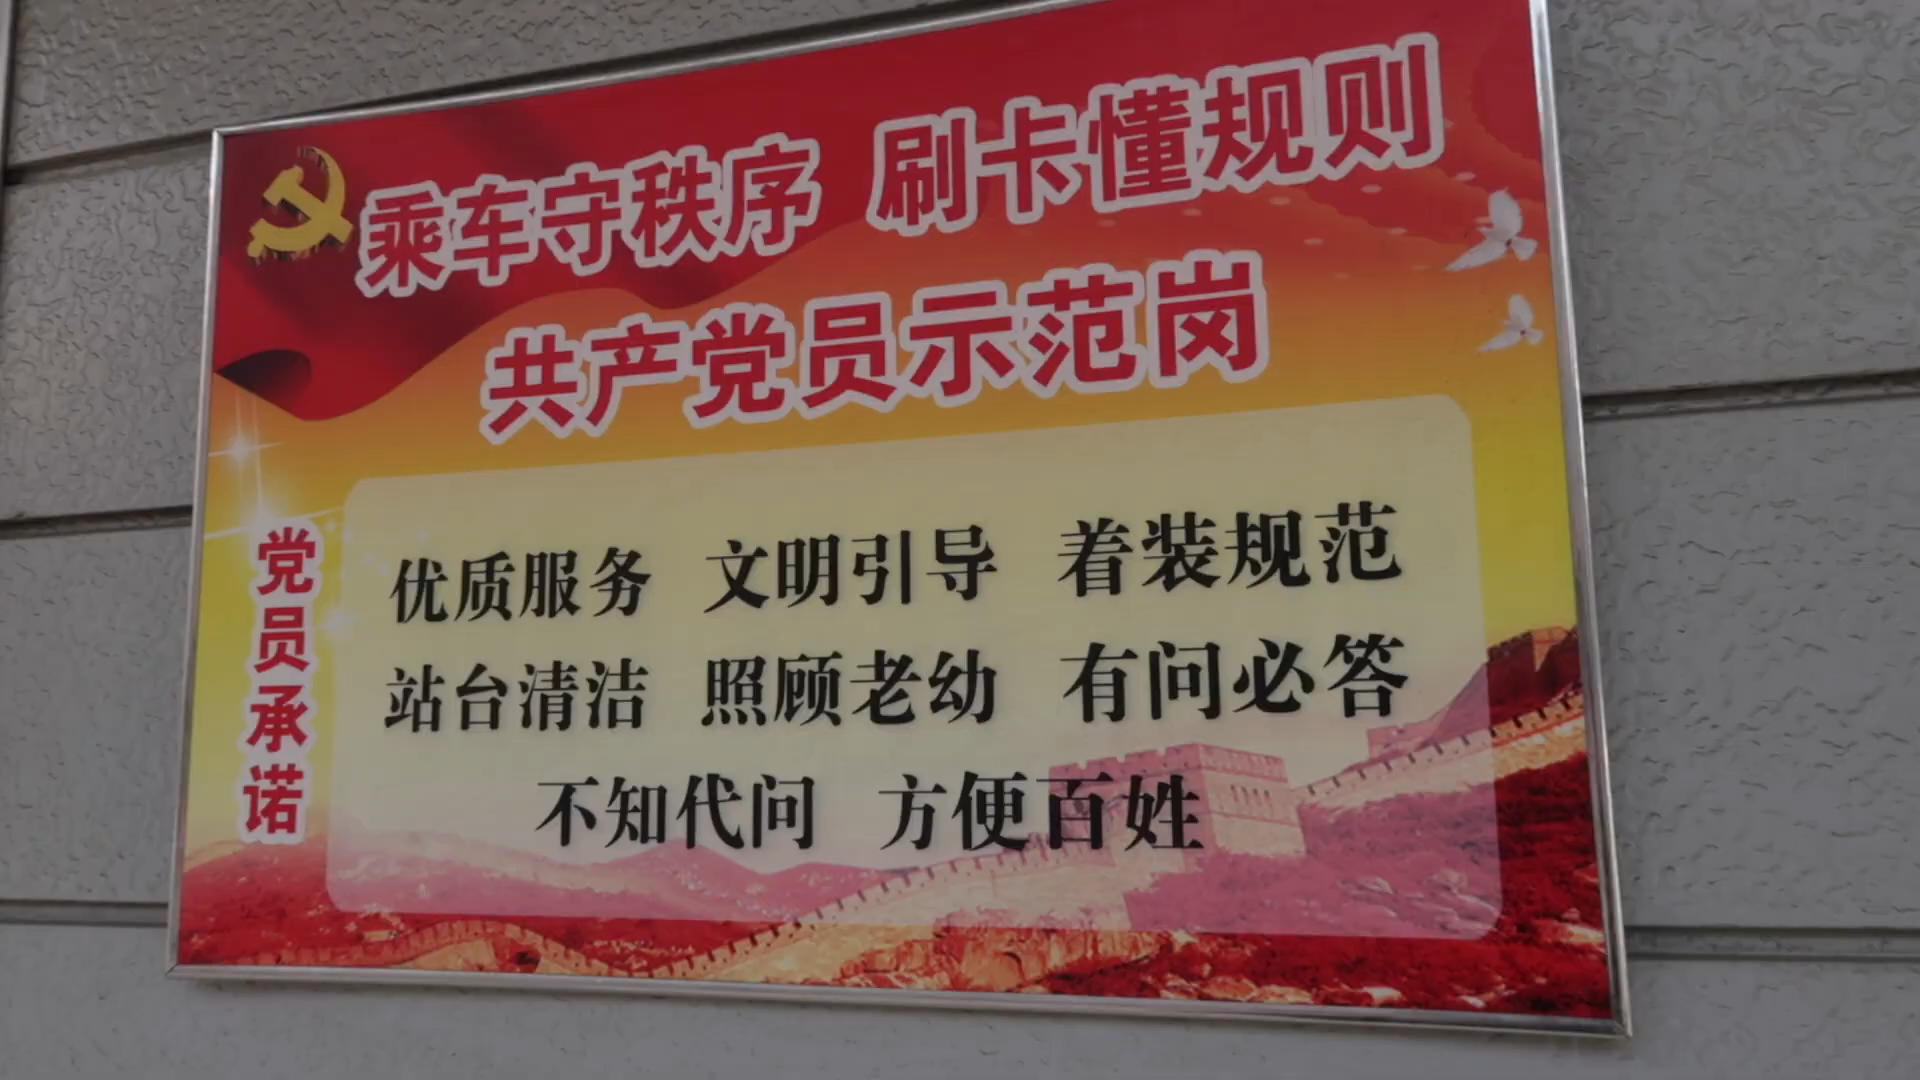 乘车守秩序 刷卡懂规则
共产党员示范岗
党员承诺
优质服务 文明引导 着装规范
站台清洁 照顾老幼 有问必答
不知代问 方便百姓